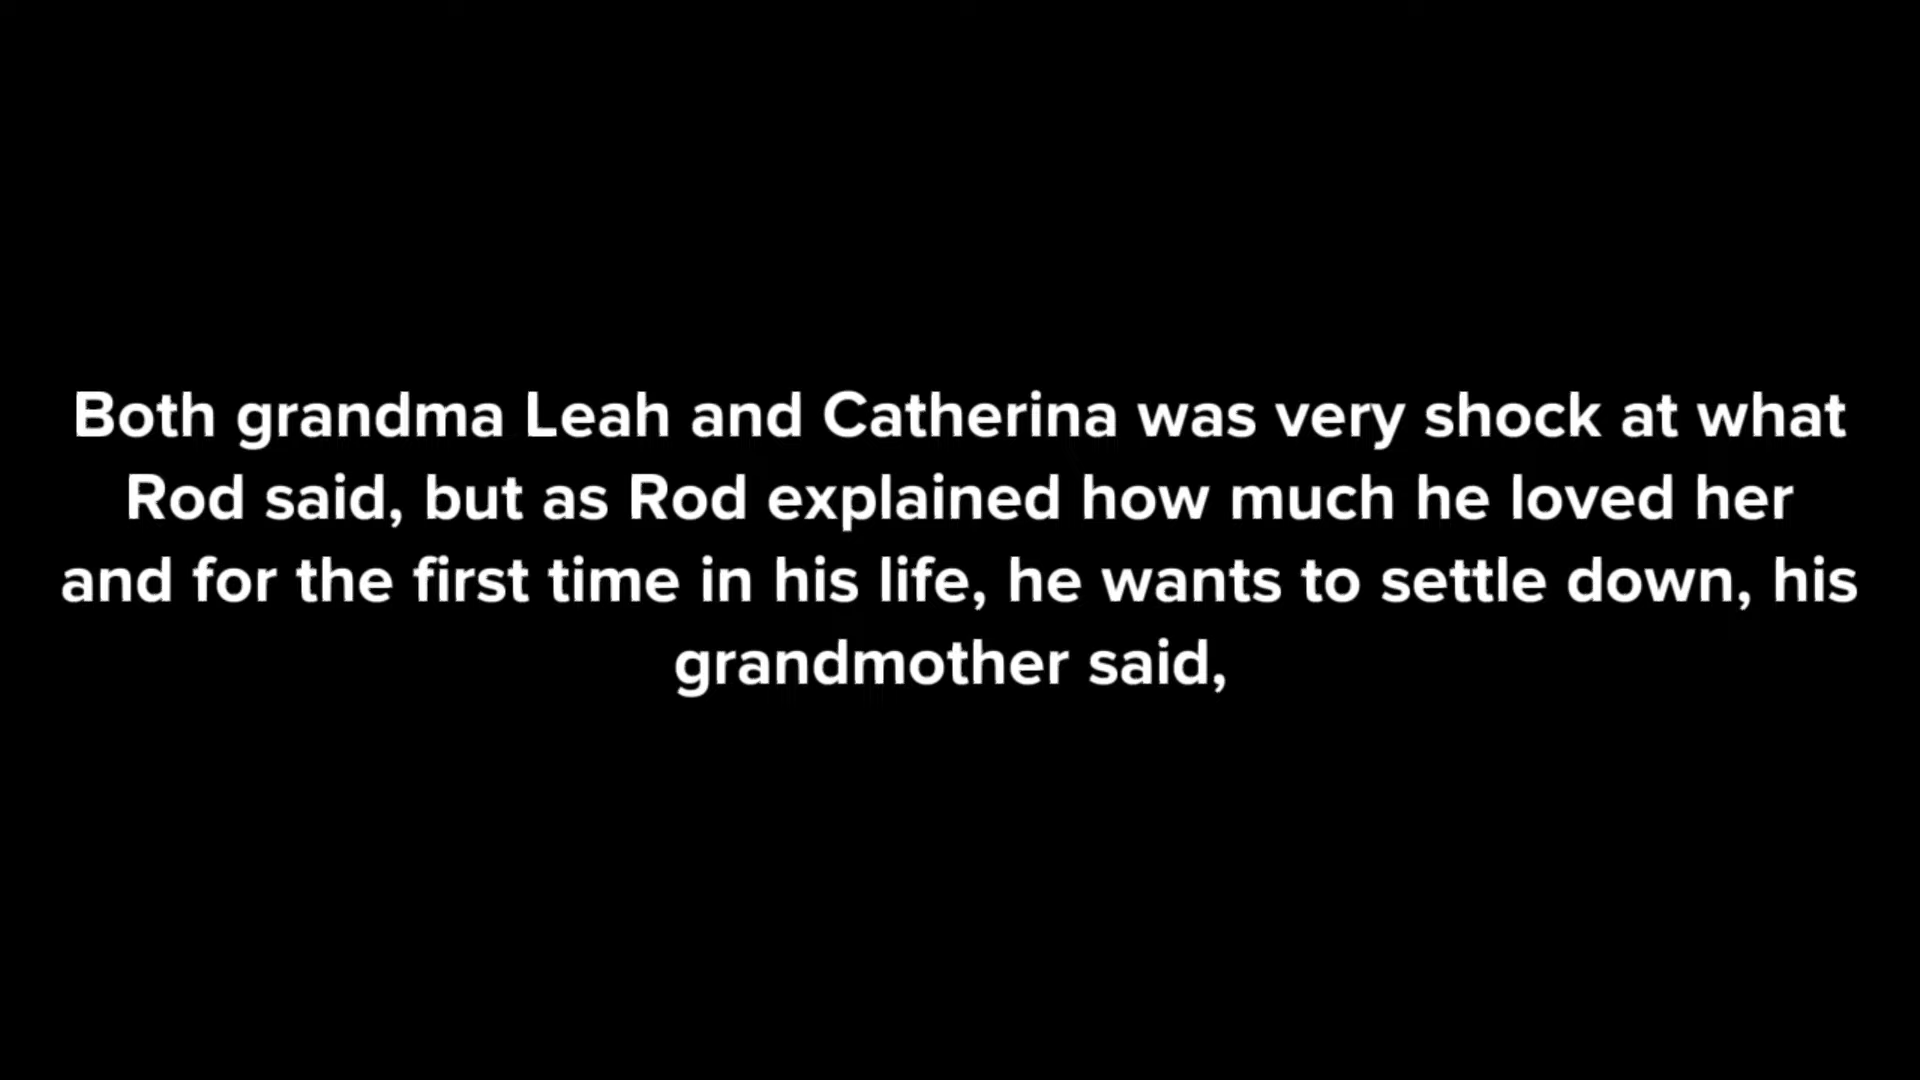 Both grandma Leah and Catherina was very shock at what
Rod said, but as Rod explained how much he loved her
and for the first time in his life, he wants to settle down, his
grandmother said,